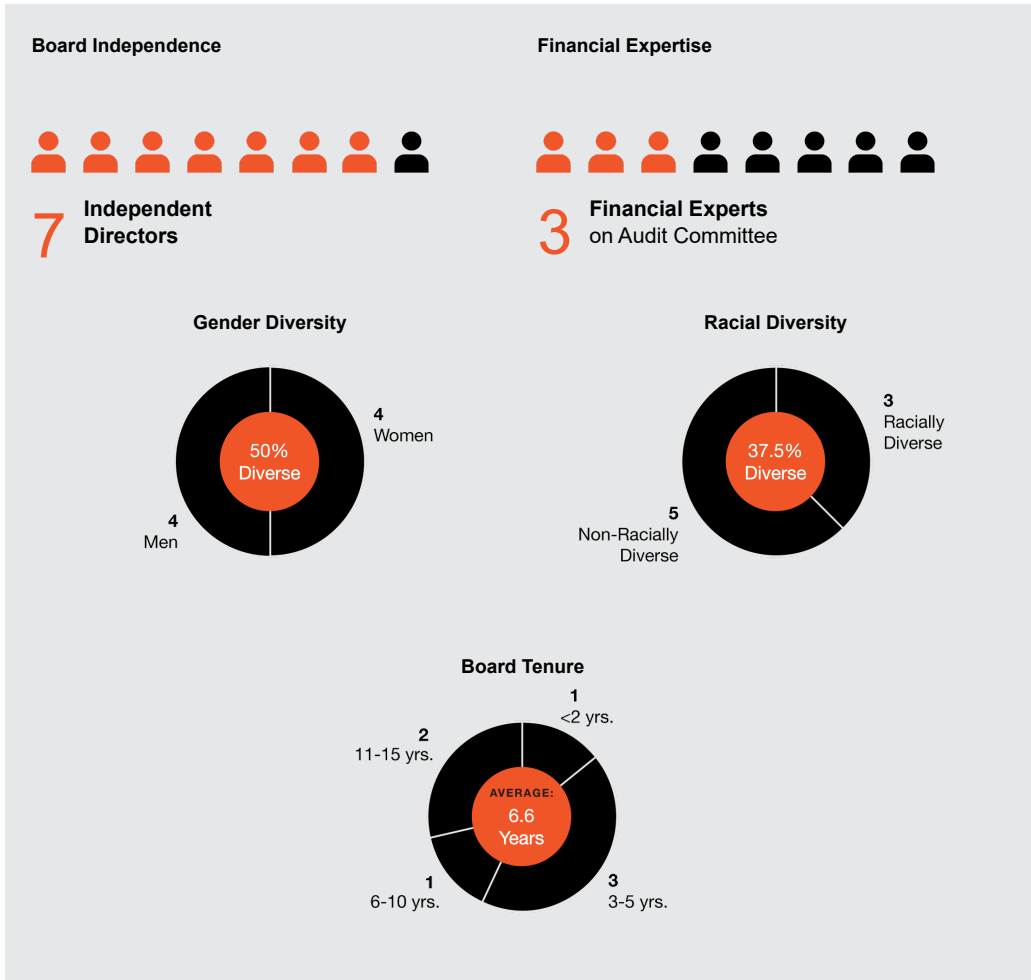 Board Independence
Financial Expertise
7
Independent
Directors
3
Financial Experts
on Audit Committee
Gender Diversity
50%
Diverse
4
Women
4
Men
Racial Diversity
37.5%
Diverse
3
Racially
Diverse
5
Non-Racially
Diverse
Board Tenure
AVERAGE:
6.6
Years
1
<2 yrs.
2
11-15 yrs.
1
6-10 yrs.
3
3-5 yrs.